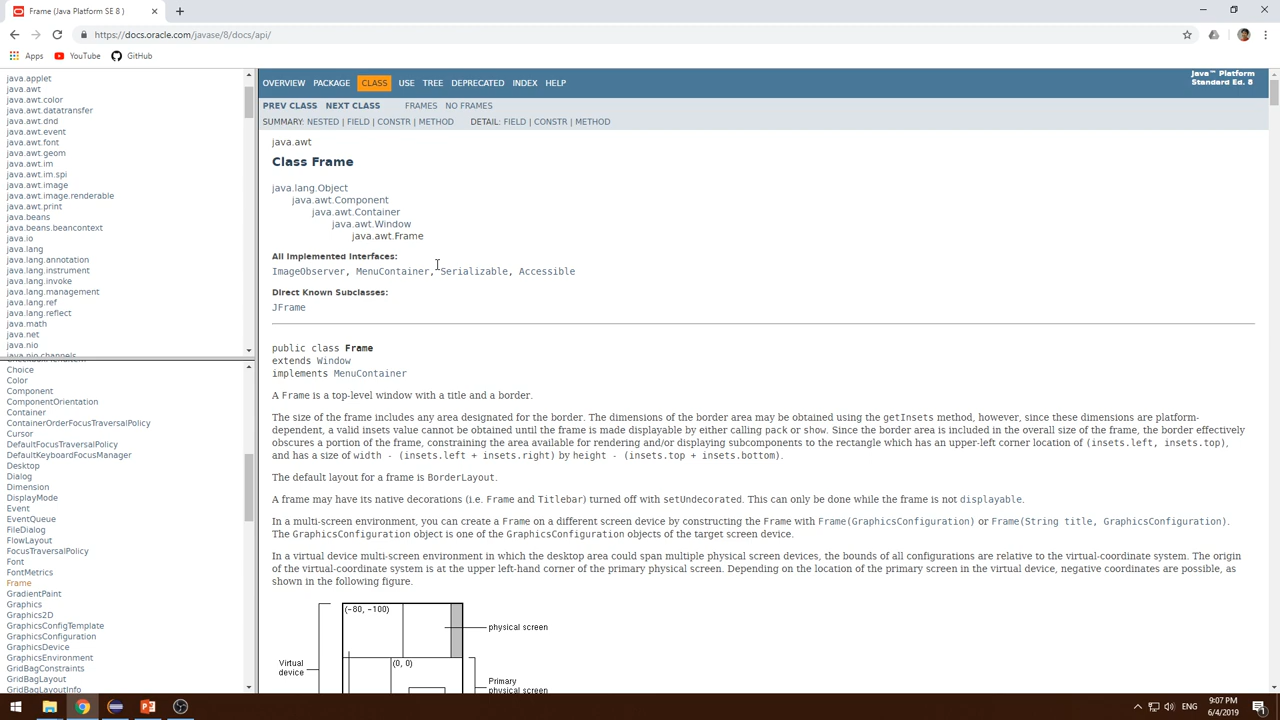 Frame (Java Platform SE 8 )
https://docs.oracle.com/javase/8/docs/api/
Apps YouTube GitHub
java.applet
java.awt
java.awt.color
java.awt.datatransfer
java.awt.dnd
java.awt.event
java.awt.font
java.awt.geom
java.awt.im
java.awt.im.spi
java.awt.image
java.awt.image.renderable
java.awt.print
java.beans
java.beans.beancontext
java.io
java.lang
java.lang.annotation
java.lang.instrument
java.lang.invoke
java.lang.management
java.lang.ref
java.lang.reflect
java.math
java.net
java.nio
java.nio.channels
Choice
Color
Component
ComponentOrientation
Container
ContainerOrderFocusTraversalPolicy
Cursor
DefaultFocusTraversalPolicy
DefaultKeyboardFocusManager
Desktop
Dialog
Dimension
DisplayMode
Event
EventQueue
FileDialog
FlowLayout
FocusTraversalPolicy
Font
FontMetrics
Frame
GradientPaint
Graphics
Graphics2D
GraphicsConfigTemplate
GraphicsConfiguration
GraphicsDevice
GraphicsEnvironment
GridBagConstraints
GridBagLayout
GridBagLayoutInfo
OVERVIEW PACKAGE CLASS USE TREE DEPRECATED INDEX HELP
Java™ Platform
Standard Ed. 8
PREV CLASS NEXT CLASS FRAMES NO FRAMES
SUMMARY: NESTED | FIELD | CONSTR | METHOD DETAIL: FIELD | CONSTR | METHOD
java.awt
Class Frame
java.lang.Object
java.awt.Component
java.awt.Container
java.awt.Window
java.awt.Frame
All Implemented Interfaces:
ImageObserver, MenuContainer, Serializable, Accessible
Direct Known Subclasses:
JFrame
public class Frame
extends Window
implements MenuContainer
A Frame is a top-level window with a title and a border.
The size of the frame includes any area designated for the border. The dimensions of the border area may be obtained using the getInsets method, however, since these dimensions are platform-
dependent, a valid insets value cannot be obtained until the frame is made displayable by either calling pack or show. Since the border area is included in the overall size of the frame, the border effectively
obscures a portion of the frame, constraining the area available for rendering and/or displaying subcomponents to the rectangle which has an upper-left corner location of (insets.left, insets.top),
and has a size of width - (insets.left + insets.right) by height - (insets.top + insets.bottom).
The default layout for a frame is BorderLayout.
A frame may have its native decorations (i.e. Frame and Titlebar) turned off with setUndecorated. This can only be done while the frame is not displayable.
In a multi-screen environment, you can create a Frame on a different screen device by constructing the Frame with Frame(GraphicsConfiguration) or Frame(String title, GraphicsConfiguration).
The GraphicsConfiguration object is one of the GraphicsConfiguration objects of the target screen device.
In a virtual device multi-screen environment in which the desktop area could span multiple physical screen devices, the bounds of all configurations are relative to the virtual-coordinate system. The origin
of the virtual-coordinate system is at the upper left-hand corner of the primary physical screen. Depending on the location of the primary screen in the virtual device, negative coordinates are possible, as
shown in the following figure.
(-80, -100)
physical screen
Virtual
device
(0, 0)
Primary
physical screen
ENG
9:07 PM
6/4/2019